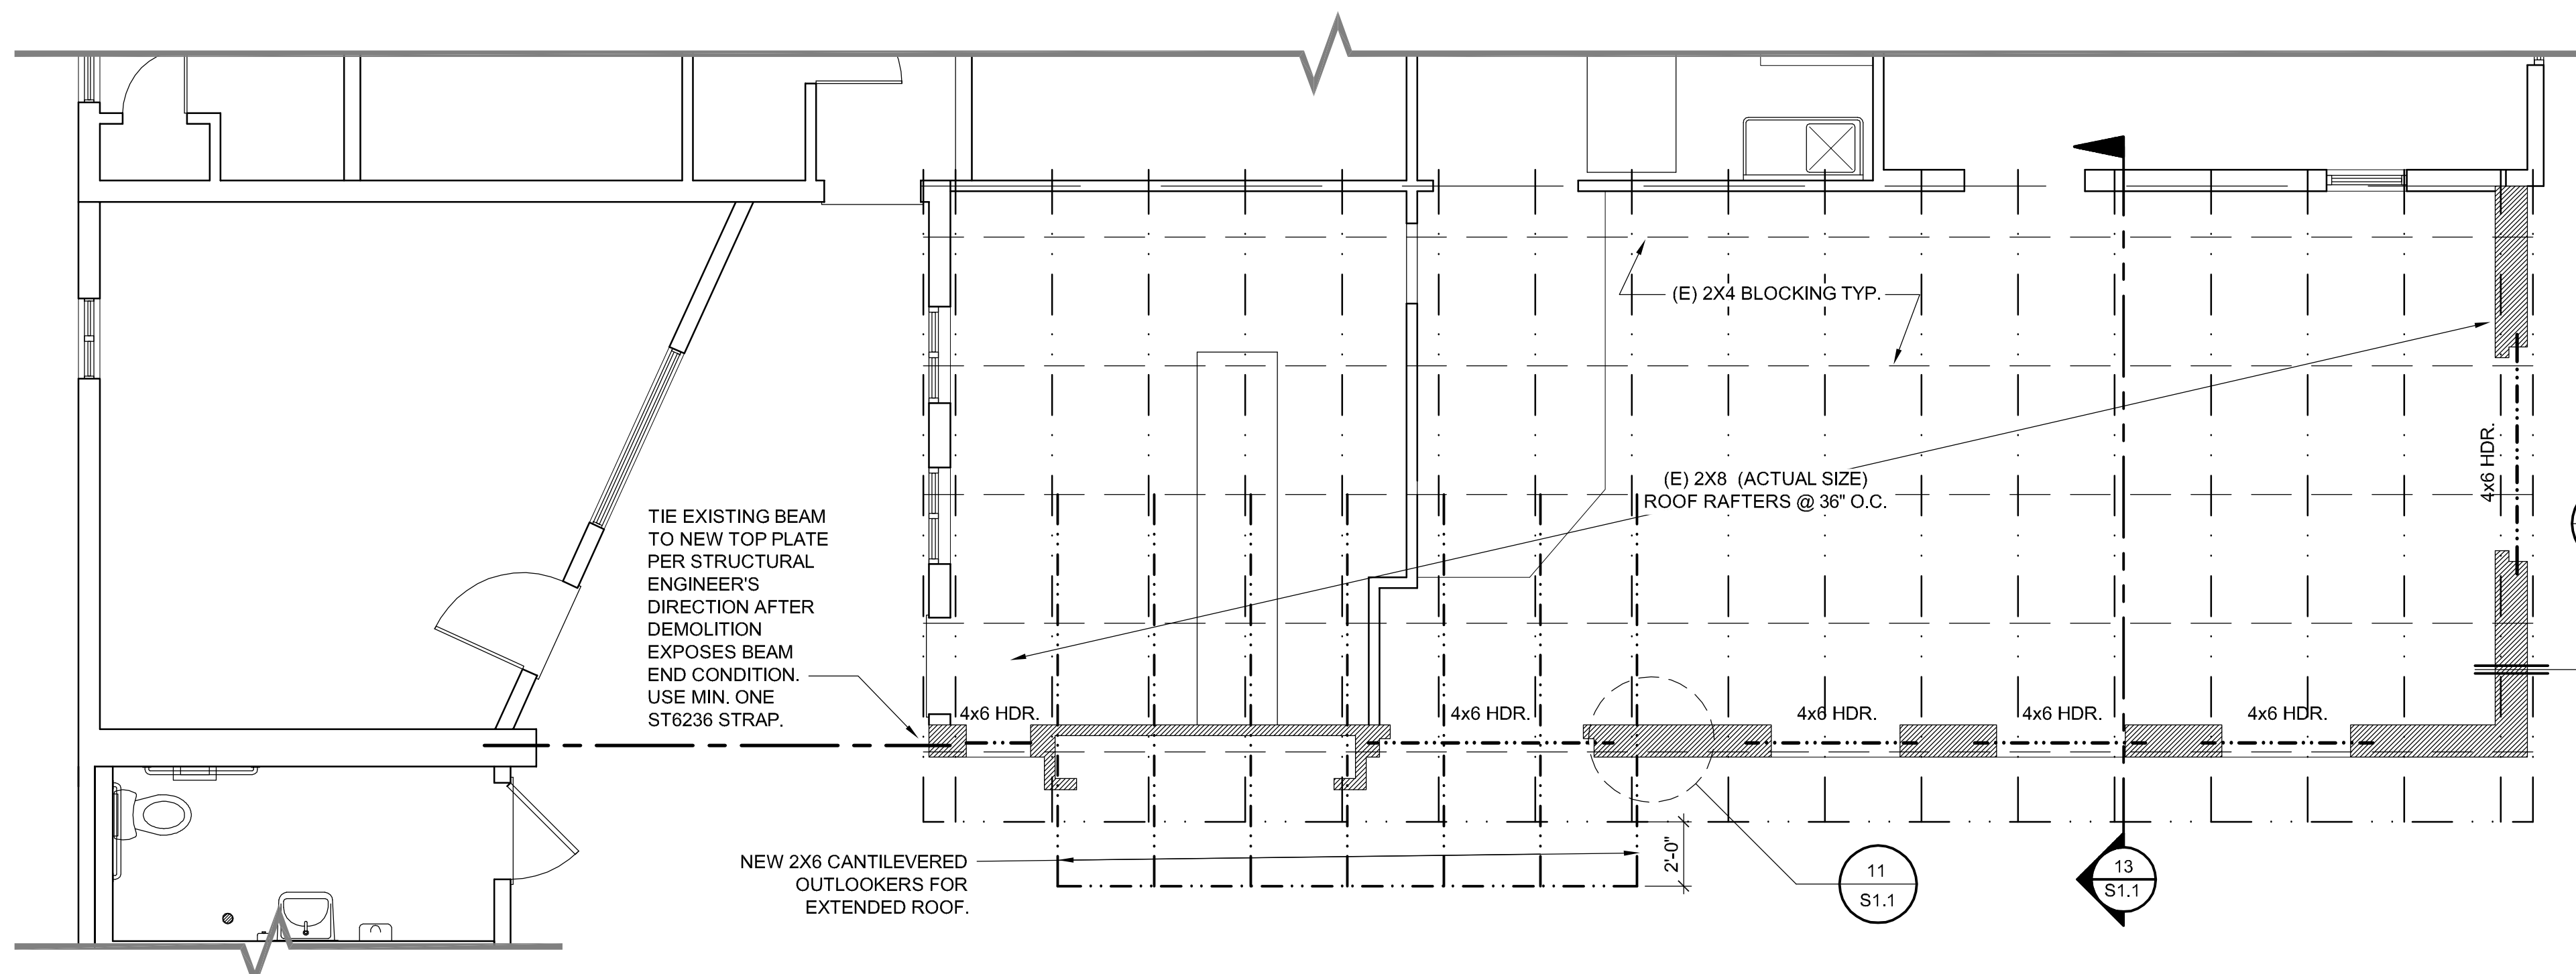 (E) 2X4 BLOCKING TYP.
4x6 HDR.
(E) 2X8 (ACTUAL SIZE)
ROOF RAFTERS @ 36" O.C.
TIE EXISTING BEAM
TO NEW TOP PLATE
PER STRUCTURAL
ENGINEER'S
DIRECTION AFTER
DEMOLITION
EXPOSES BEAM
END CONDITION.
USE MIN. ONE
ST6236 STRAP.
4x6 HDR.
4x6 HDR.
4x6 HDR.
4x6 HDR.
4x6 HDR.
NEW 2X6 CANTILEVERED
OUTLOOKERS FOR
EXTENDED ROOF.
2'-0"
11
S1.1
13
S1.1